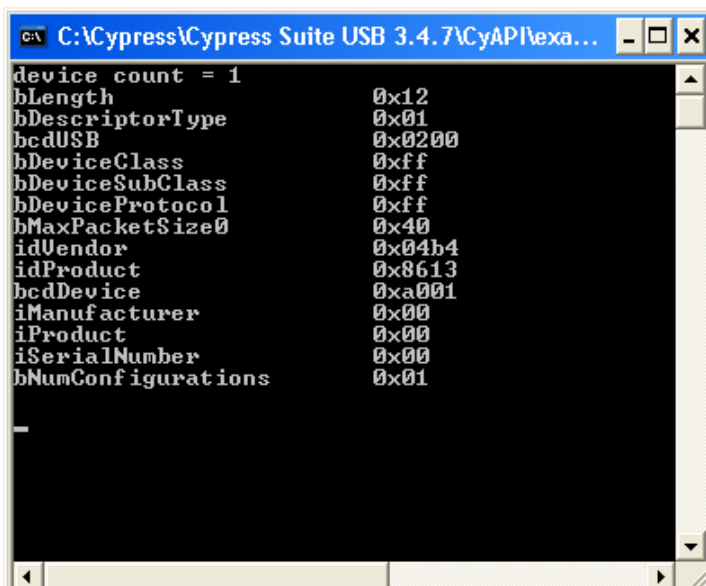 C:\Cypress\Cypress Suite USB 3.4.7\CyAPI\exa...
device count = 1
bLength 0x12
bDescriptorType 0x01
bcdUSB 0x0200
bDeviceClass 0xff
bDeviceSubClass 0xff
bDeviceProtocol 0xff
bMaxPacketSize0 0x40
idVendor 0x04b4
idProduct 0x8613
bcdDevice 0xa001
iManufacturer 0x00
iProduct 0x00
iSerialNumber 0x00
bNumConfigurations 0x01